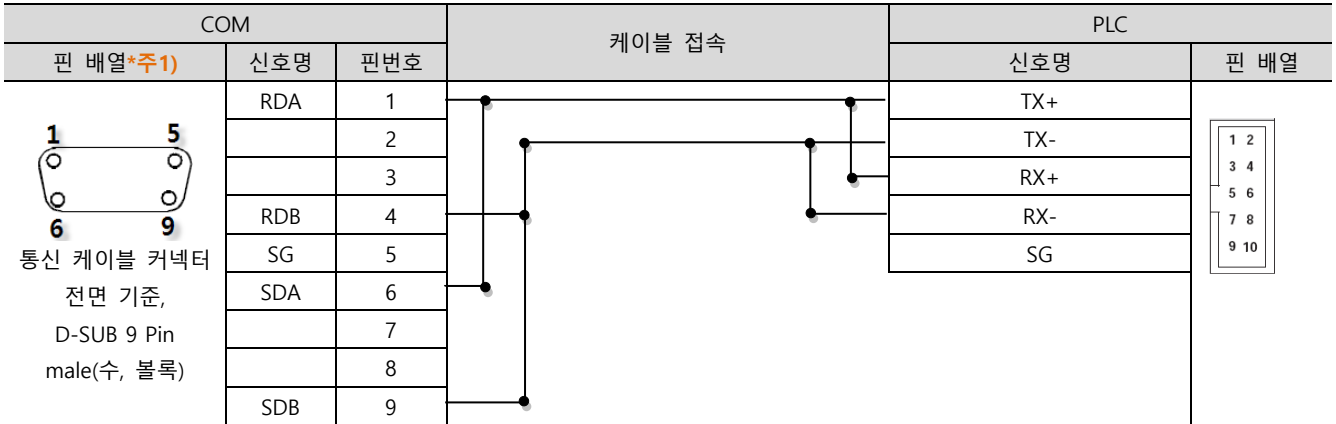 COM 케이블 접속 PLC
핀 배열*주1) 신호명 핀번호 신호명 핀 배열
RDA 1 TX+
2 TX-
3 RX+
RDB 4 RX-
SG 5 SG
SDA 6
7
8
SDB 9
1 5
6 9
통신 케이블 커넥터
전면 기준,
D-SUB 9 Pin
male(수, 볼록)
1 2
3 4
5 6
7 8
9 10